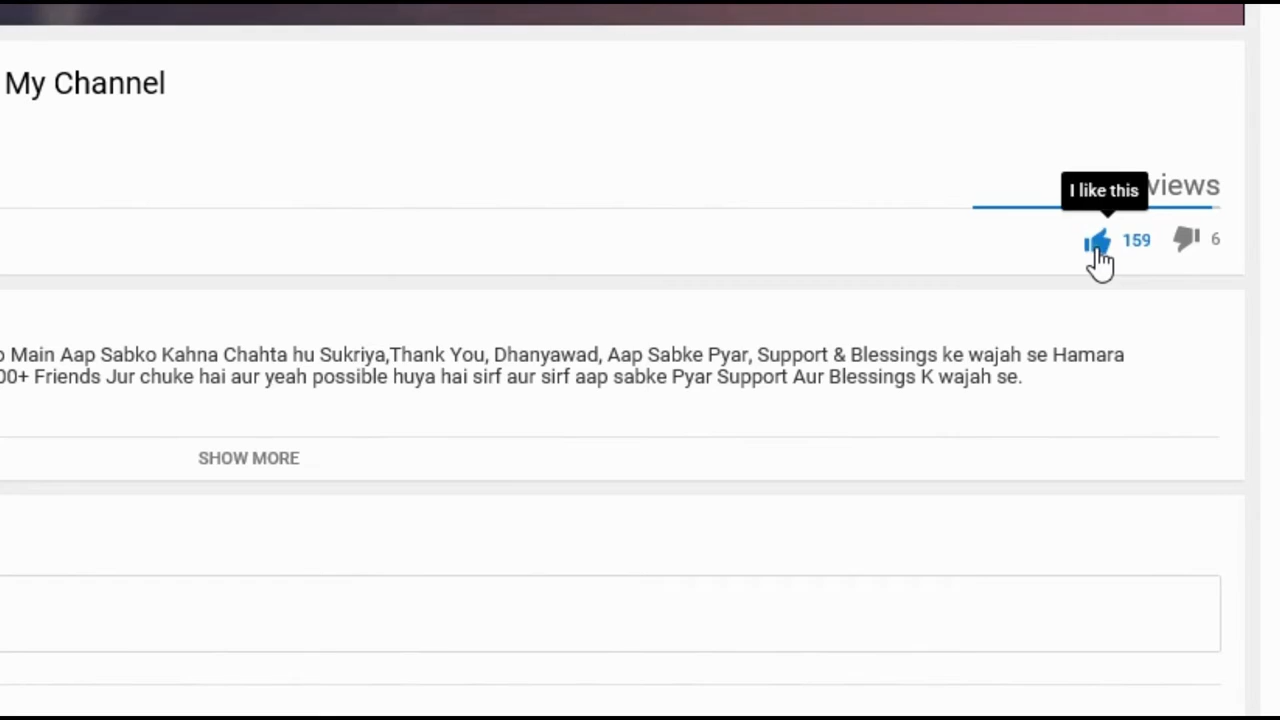 My Channel
I like this
views
159
6
Main Aap Sabko Kahna Chahta hu Sukriya,Thank You, Dhanyawad, Aap Sabke Pyar, Support & Blessings ke wajah se Hamara
00+ Friends Jur chuke hai aur yeah possible huya hai sirf aur sirf aap sabke Pyar Support Aur Blessings K wajah se.
SHOW MORE